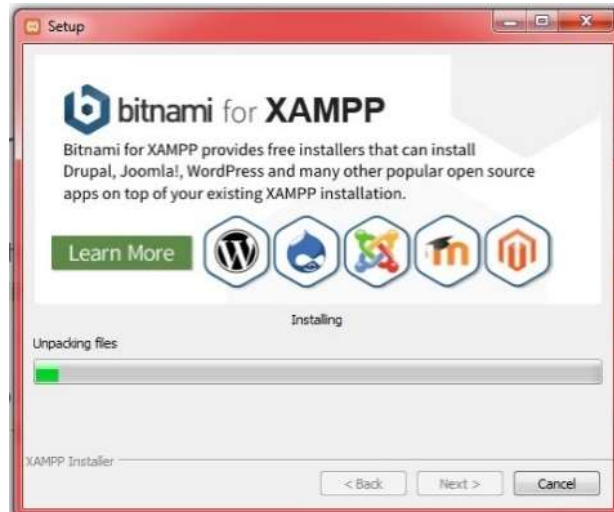 Setup
bitnami for XAMPP
Bitnami for XAMPP provides free installers that can install
Drupal, Joomla!, WordPress and many other popular open source
apps on top of your existing XAMPP installation.
Learn More
Installing
Unpacking files
XAMPP Installer
< Back
Next >
Cancel